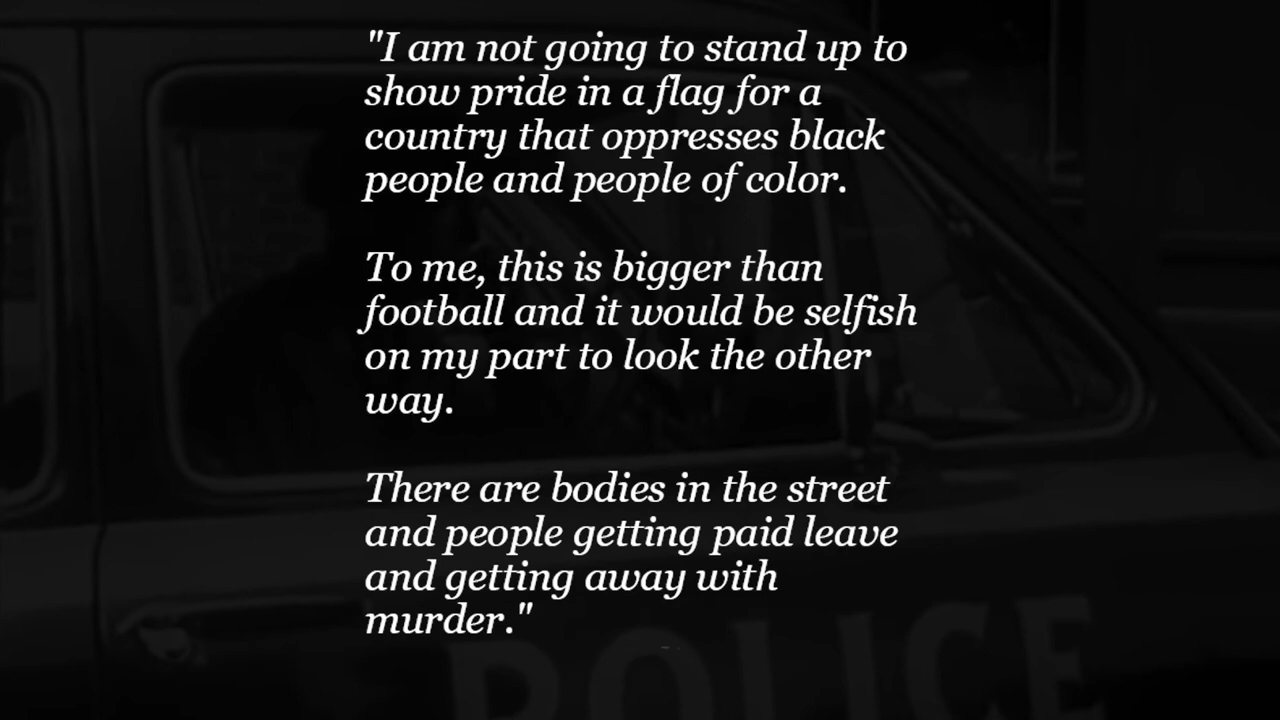 "I am not going to stand up to
show pride in a flag for a
country that oppresses black
people and people of color.
To me, this is bigger than
football and it would be selfish
on my part to look the other
way.
There are bodies in the street
and people getting paid leave
and getting away with
murder."
POLICE